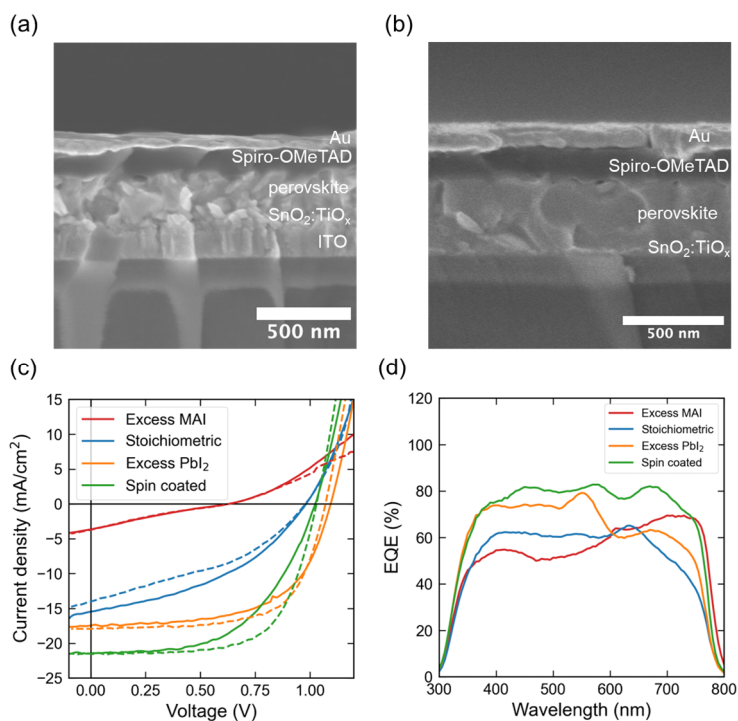 (a)
Au
Spiro-OMeTAD
perovskite
SnO₂:TiOₓ
ITO
500 nm
(b)
Au
Spiro-OMeTAD
perovskite
SnO₂:TiOₓ
500 nm
(c)
15
10
5
0
−5
−10
−15
−20
−25
Current density (mA/cm²)
Excess MAI
Stoichiometric
Excess PbI₂
Spin coated
0.00 0.25 0.50 0.75 1.00
Voltage (V)
(d)
120
100
80
60
40
20
0
EQE (%)
Excess MAI
Stoichiometric
Excess PbI₂
Spin coated
300 400 500 600 700 800
Wavelength (nm)